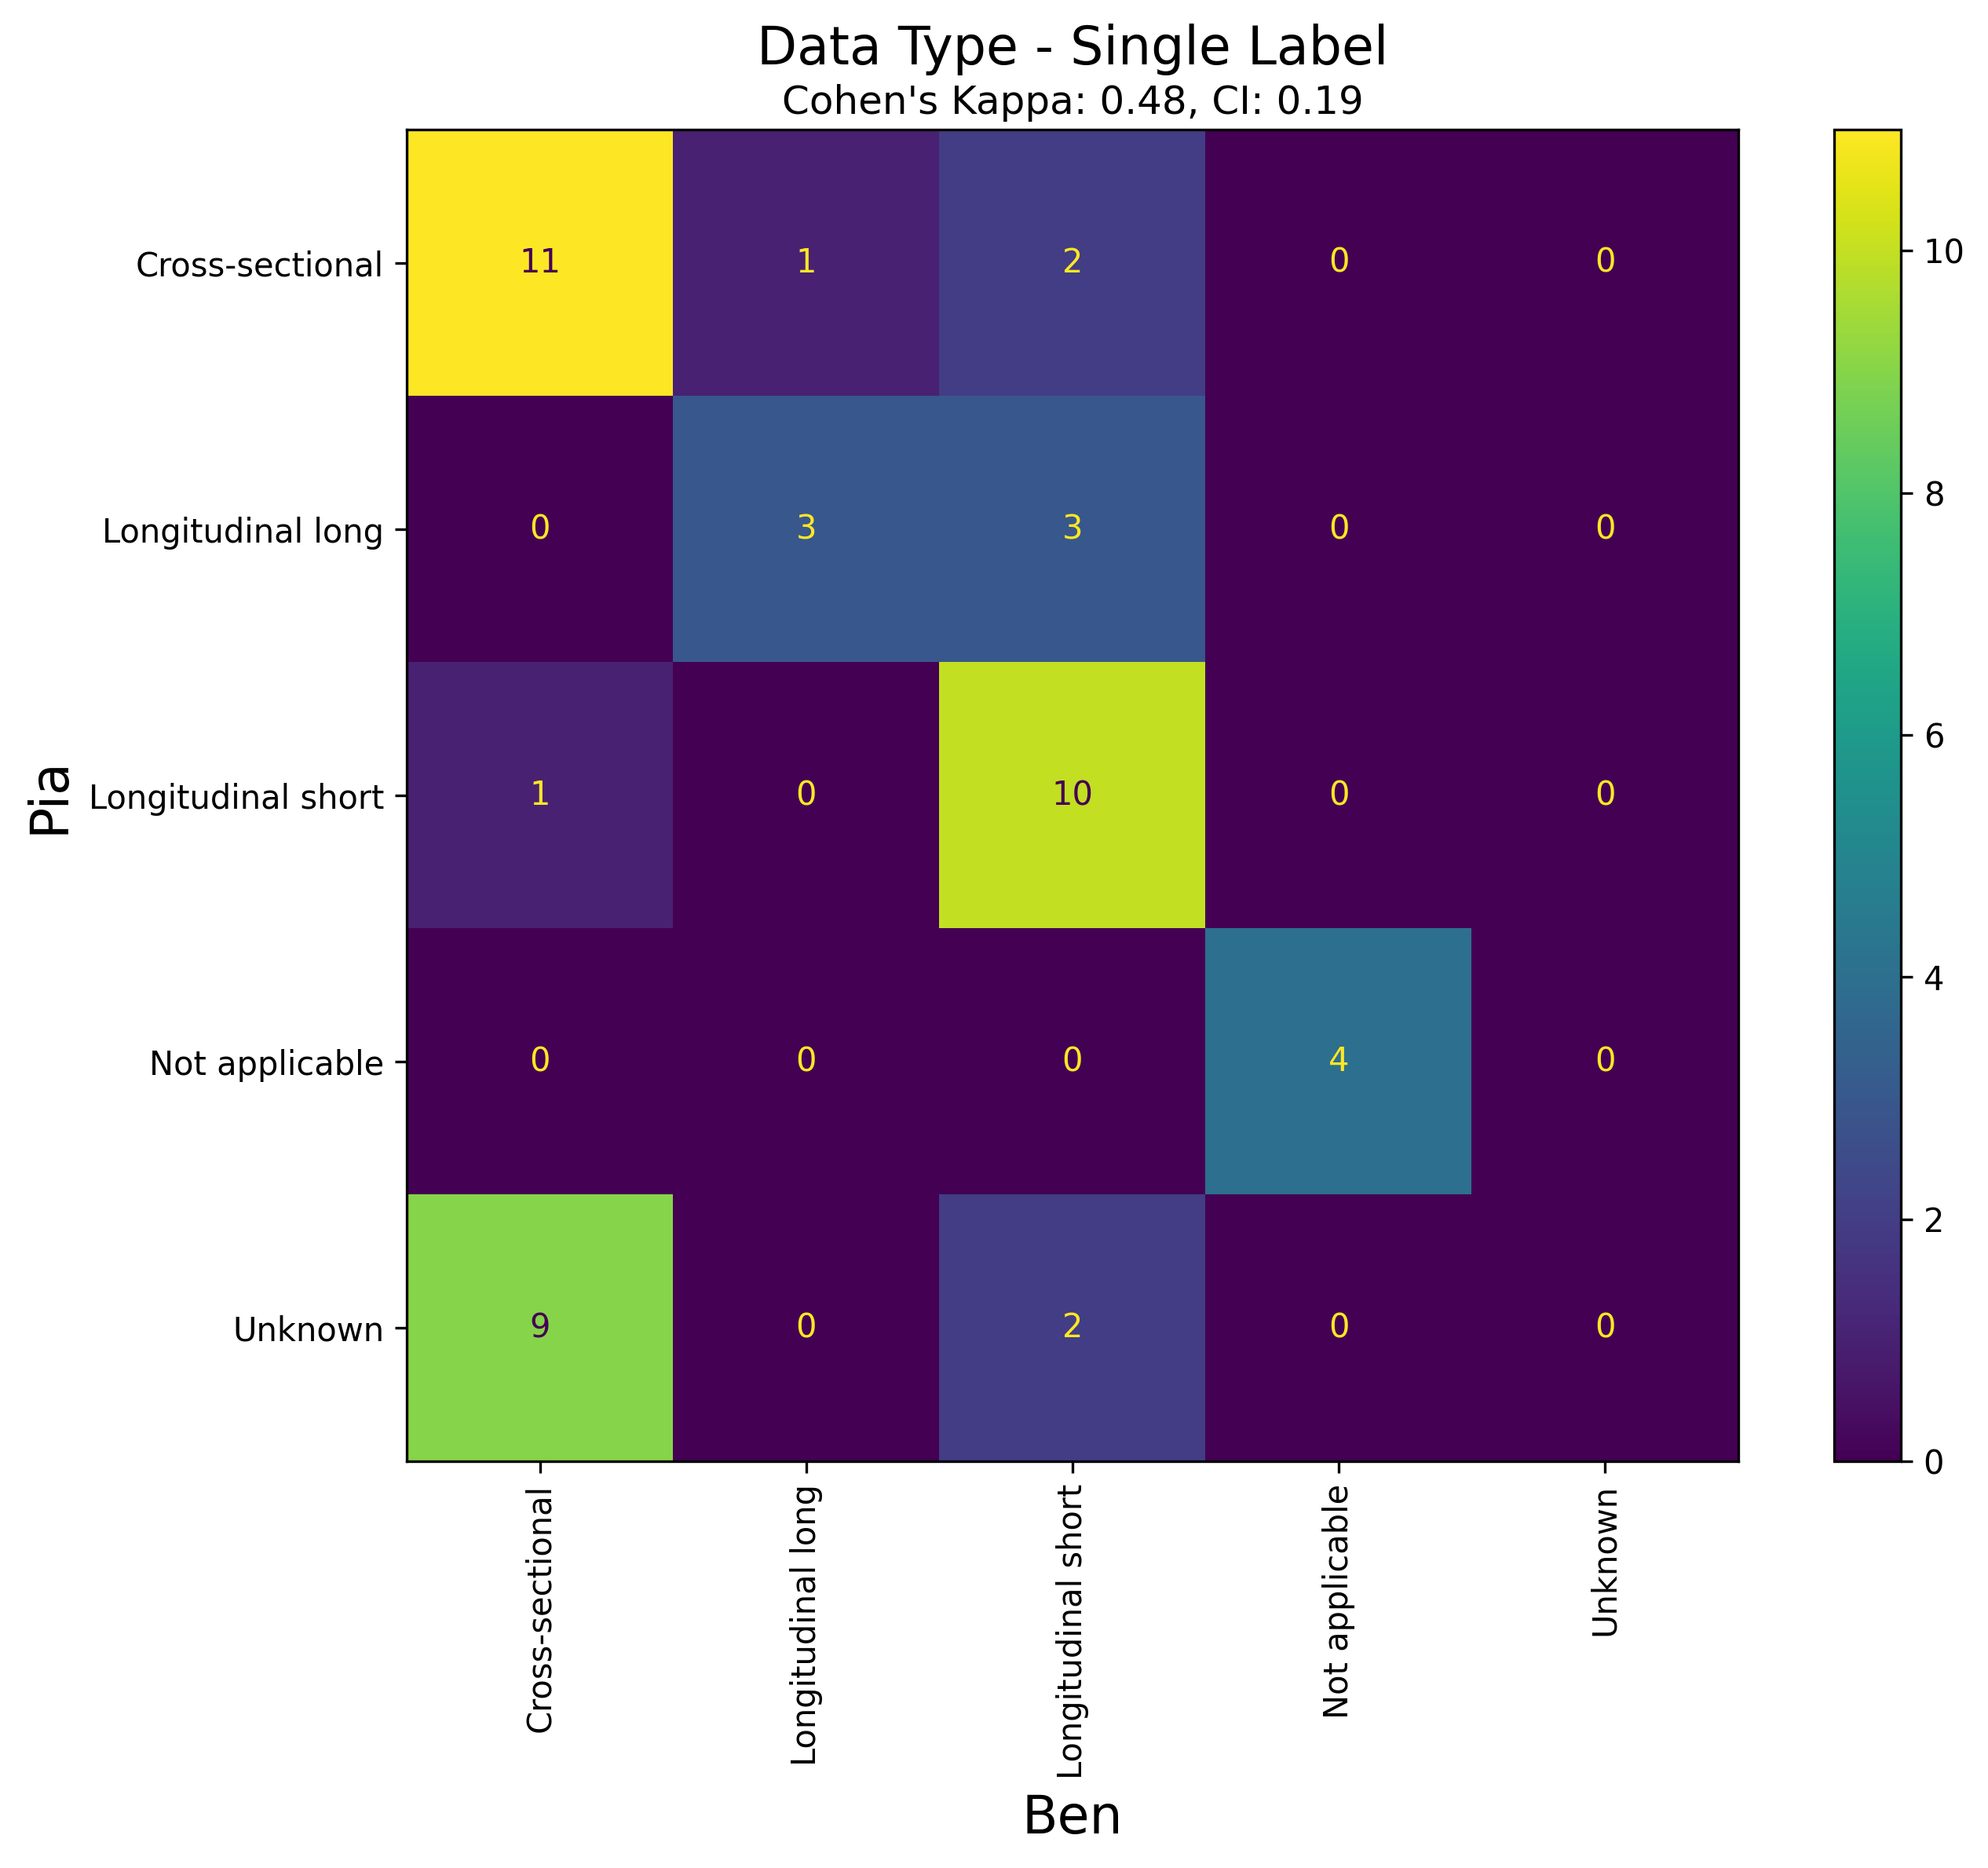 Data Type - Single Label
Cohen's Kappa: 0.48, CI: 0.19
Pia
Cross-sectional 11 1 2 0 0
Longitudinal long 0 3 3 0 0
Longitudinal short 1 0 10 0 0
Not applicable 0 0 0 4 0
Unknown 9 0 2 0 0
Cross-sectional
Longitudinal long
Longitudinal short
Not applicable
Unknown
Ben
10
8
6
4
2
0